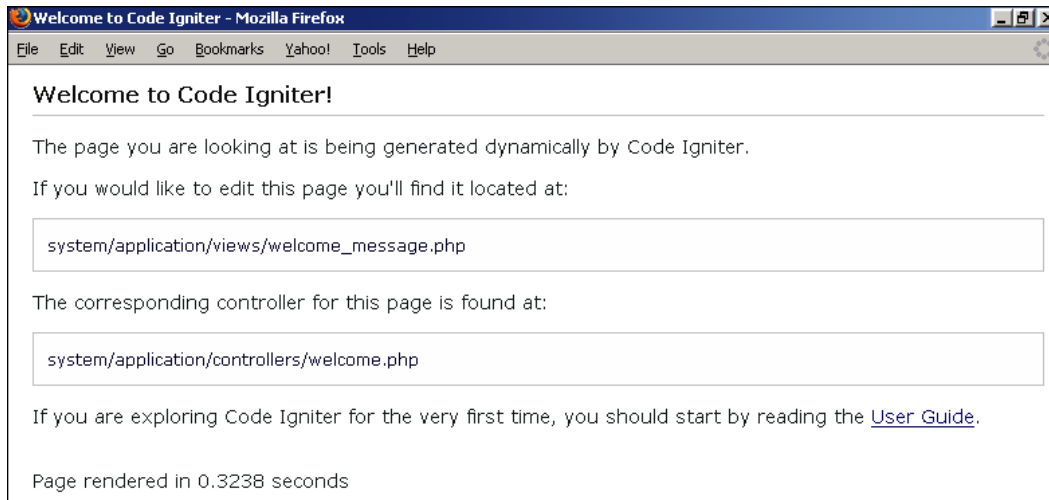 Welcome to Code Igniter - Mozilla Firefox
File Edit View Go Bookmarks Yahoo! Tools Help
Welcome to Code Igniter!
The page you are looking at is being generated dynamically by Code Igniter.
If you would like to edit this page you'll find it located at:
system/application/views/welcome_message.php
The corresponding controller for this page is found at:
system/application/controllers/welcome.php
If you are exploring Code Igniter for the very first time, you should start by reading the User Guide.
Page rendered in 0.3238 seconds